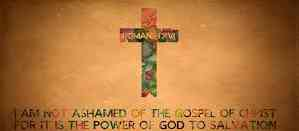 ROMANS 1:16
I AM NOT ASHAMED OF THE GOSPEL OF CHRIST
FOR IT IS THE POWER OF GOD TO SALVATION